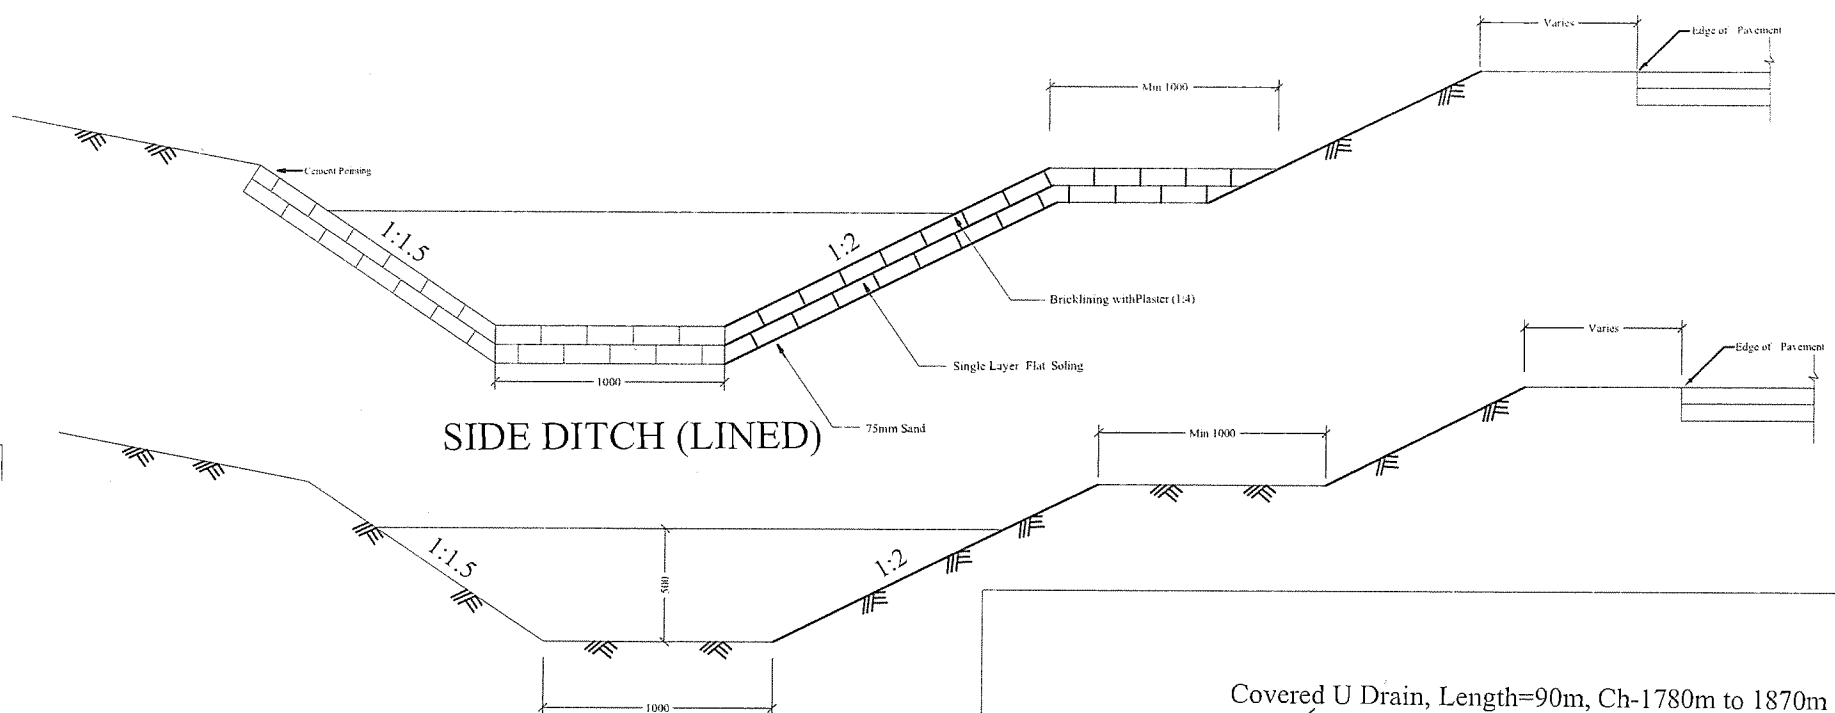 Varies
Edge of Pavement
Min 1000
Cement Pointing
1:1.5
1:2
Bricklining withPlaster (1:4)
Single Layer Flat Soling
1000
75mm Sand
SIDE DITCH (LINED)
Varies
Edge of Pavement
Min 1000
1:1.5
500
1:2
1000
Covered U Drain, Length=90m, Ch-1780m to 1870m